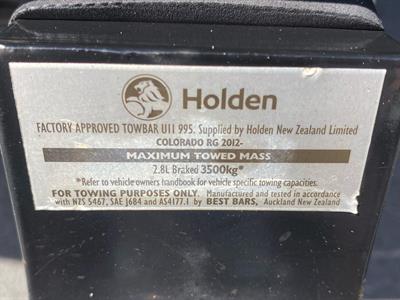 Holden
FACTORY APPROVED TOWBAR U11 995. Supplied by Holden New Zealand Limited
COLORADO RG 2012-
MAXIMUM TOWED MASS
2.8L Braked 3500kg*
*Refer to vehicle owners handbook for vehicle specific towing capacities.
FOR TOWING PURPOSES ONLY. Manufactured and tested in accordance
with NZS 5467, SAE J684 and AS4177.1 by BEST BARS, Auckland New Zealand